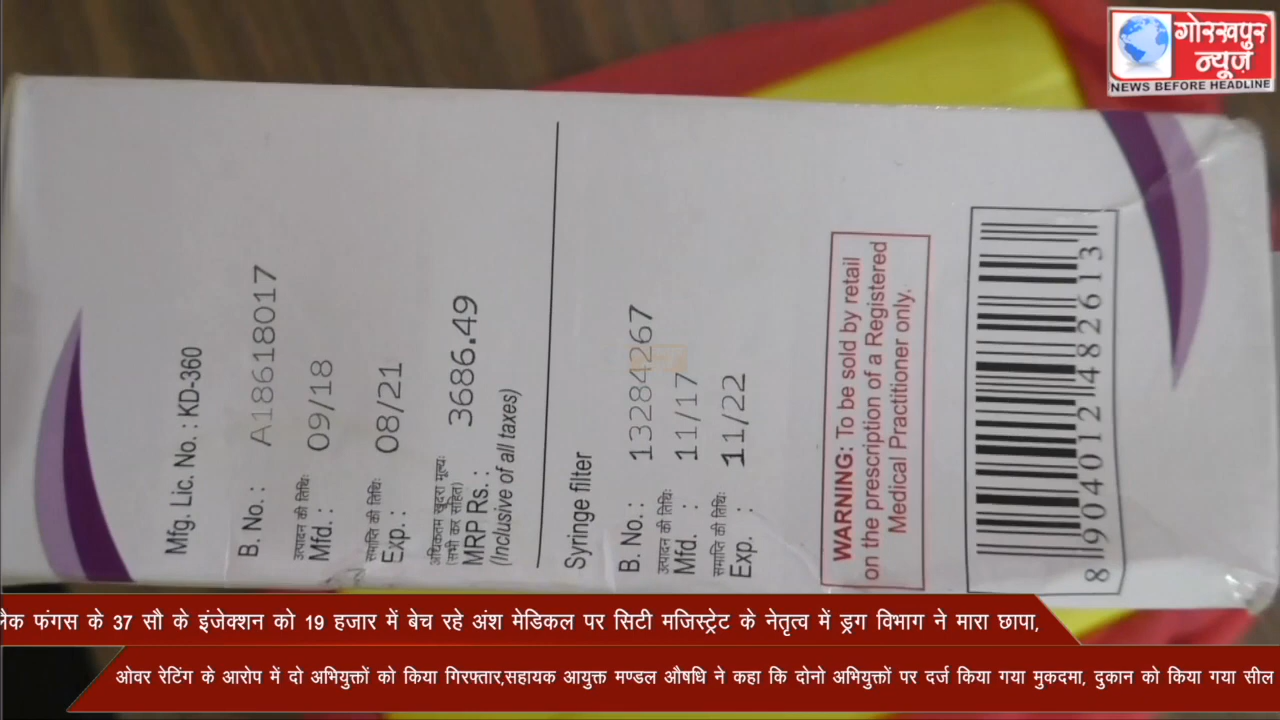 गोरखपुर
न्यूज़
NEWS BEFORE HEADLINE
Mfg. Lic. No. : KD-360
B. No. : A18618017
उत्पादन की तिथिः
Mfd. : 09/18
समाप्ति की तिथिः
Exp. : 08/21
अधिकतम खुदरा मूल्यः
(सभी कर सहित)
MRP Rs. : 3686.49
(Inclusive of all taxes)
Syringe filter
B. No. : 13284267
उत्पादन की तिथिः
Mfd. : 11/17
समाप्ति की तिथिः
Exp. : 11/22
WARNING: To be sold by retail
on the prescription of a Registered
Medical Practitioner only.
8 904012 482613
फंगस के 37 सौ के इंजेक्शन को 19 हजार में बेच रहे अंश मेडिकल पर सिटी मजिस्ट्रेट के नेतृत्व में ड्रग विभाग ने मारा छापा,
ओवर रेटिंग के आरोप में दो अभियुक्तों को किया गिरफ्तार,सहायक आयुक्त मण्डल औषधि ने कहा कि दोनो अभियुक्तों पर दर्ज किया गया मुकदमा, दुकान को किया गया सील